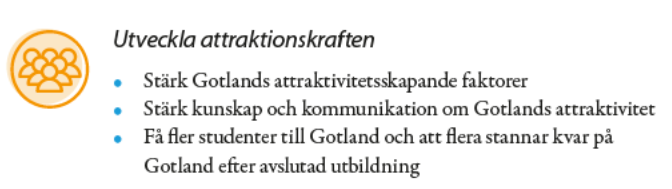 Utveckla attraktionskraften
• Stärk Gotlands attraktivitetsskapande faktorer
• Stärk kunskap och kommunikation om Gotlands attraktivitet
• Få fler studenter till Gotland och att flera stannar kvar på
Gotland efter avslutad utbildning